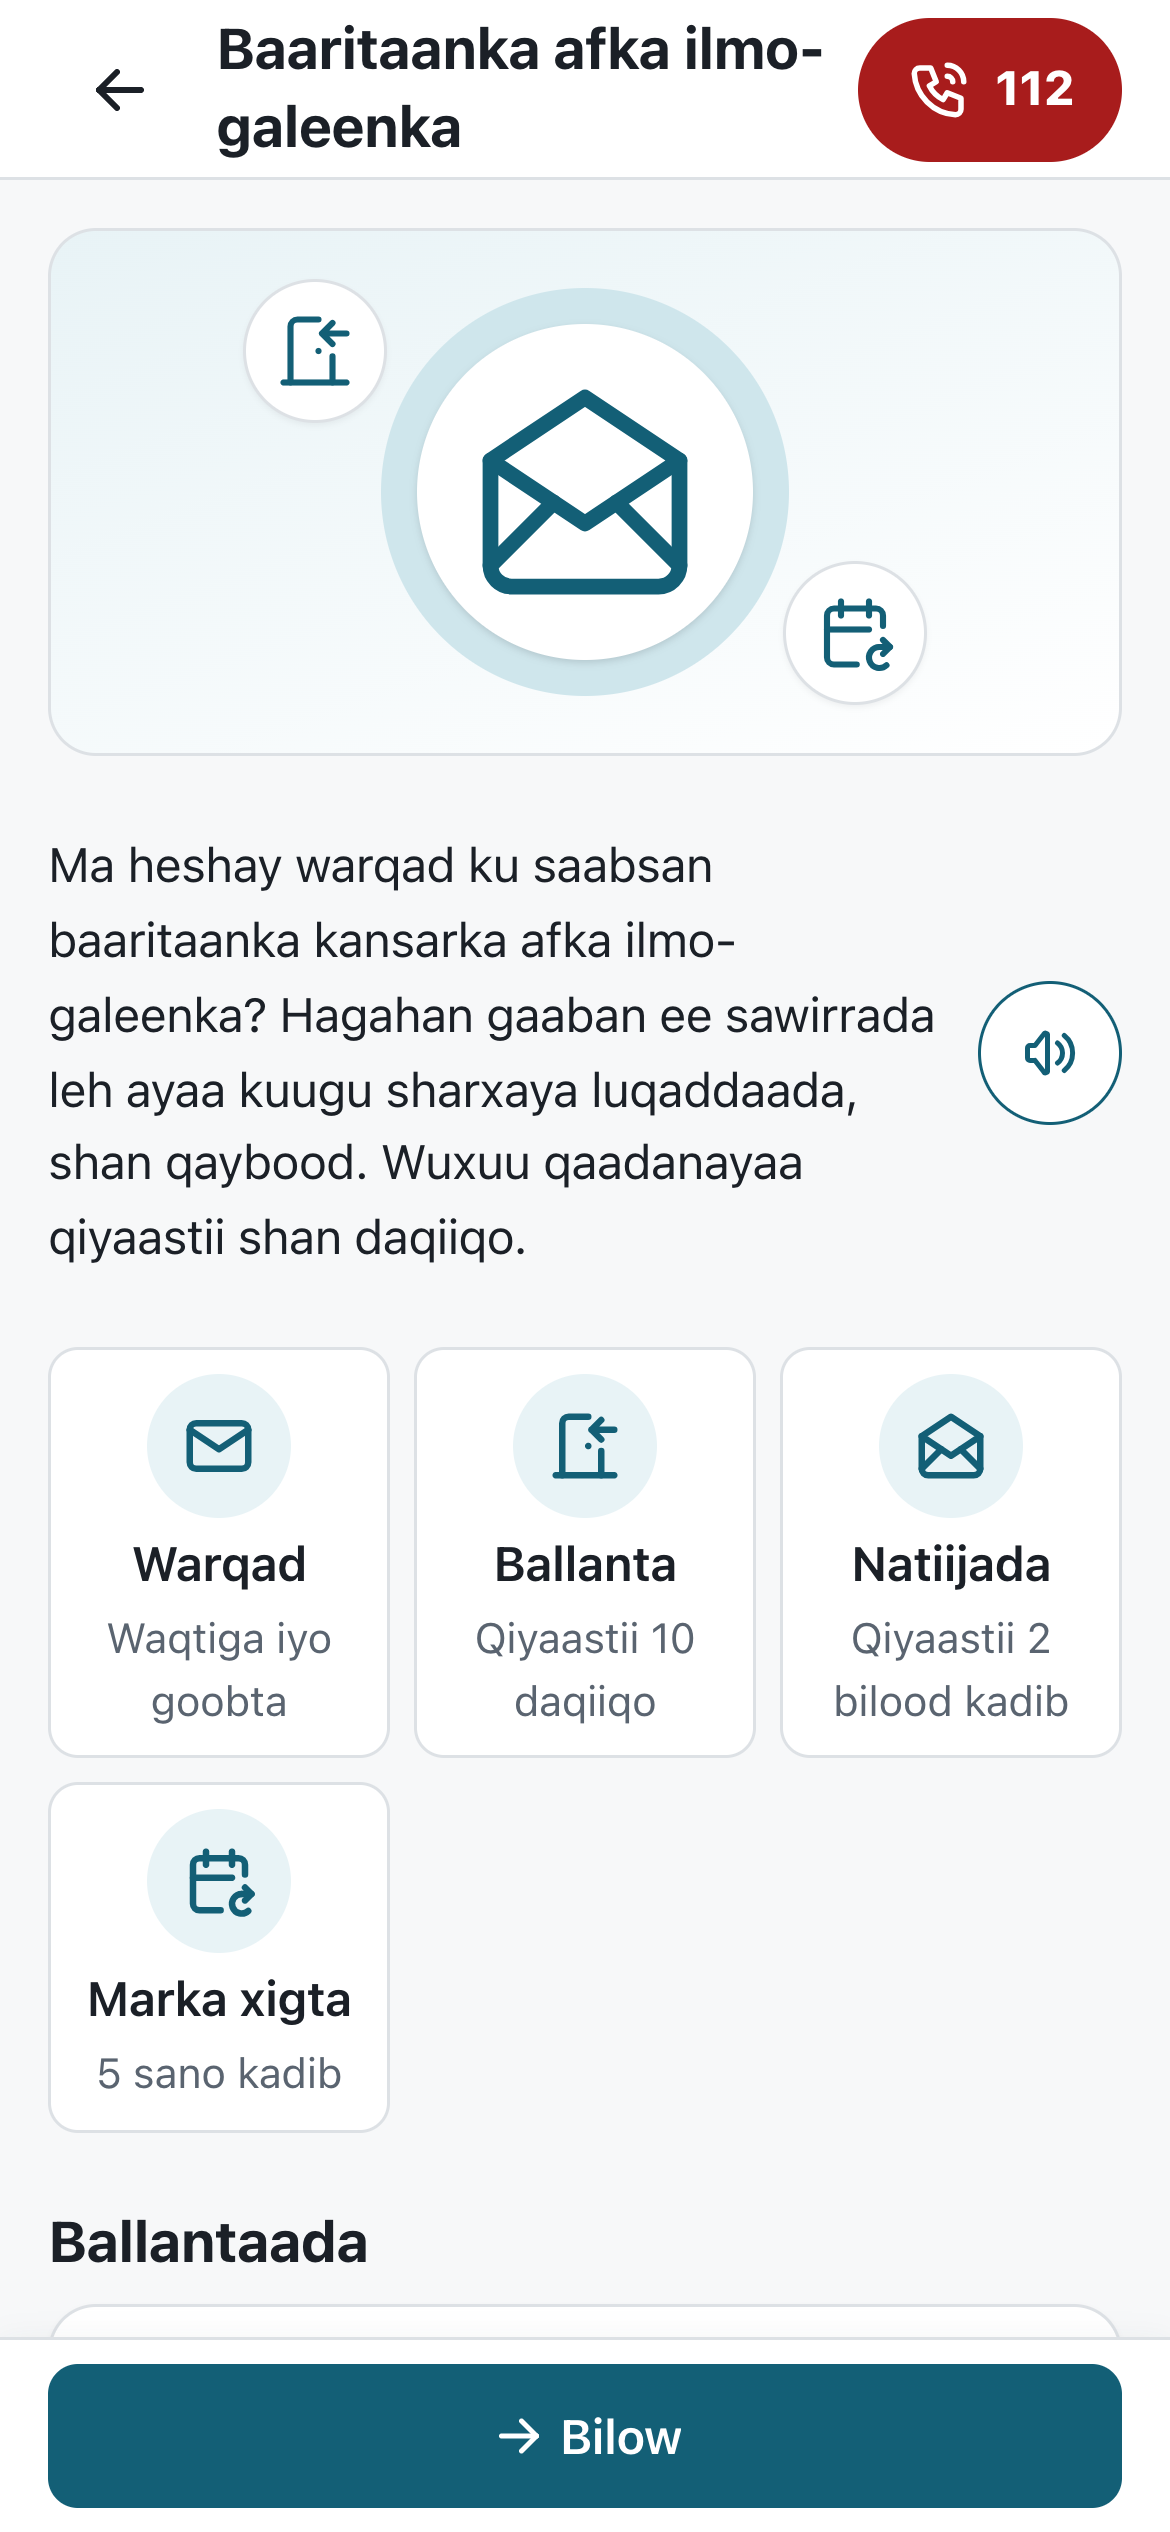 Baaritaanka afka ilmo-
galeenka
112
Ma heshay warqad ku saabsan
baaritaanka kansarka afka ilmo-
galeenka? Hagahan gaaban ee sawirrada
leh ayaa kuugu sharxaya luqaddaada,
shan qaybood. Wuxuu qaadanayaa
qiyaastii shan daqiiqo.
Warqad
Waqtiga iyo
goobta
Ballanta
Qiyaastii 10
daqiiqo
Natiijada
Qiyaastii 2
bilood kadib
Marka xigta
5 sano kadib
Ballantaada
Bilow